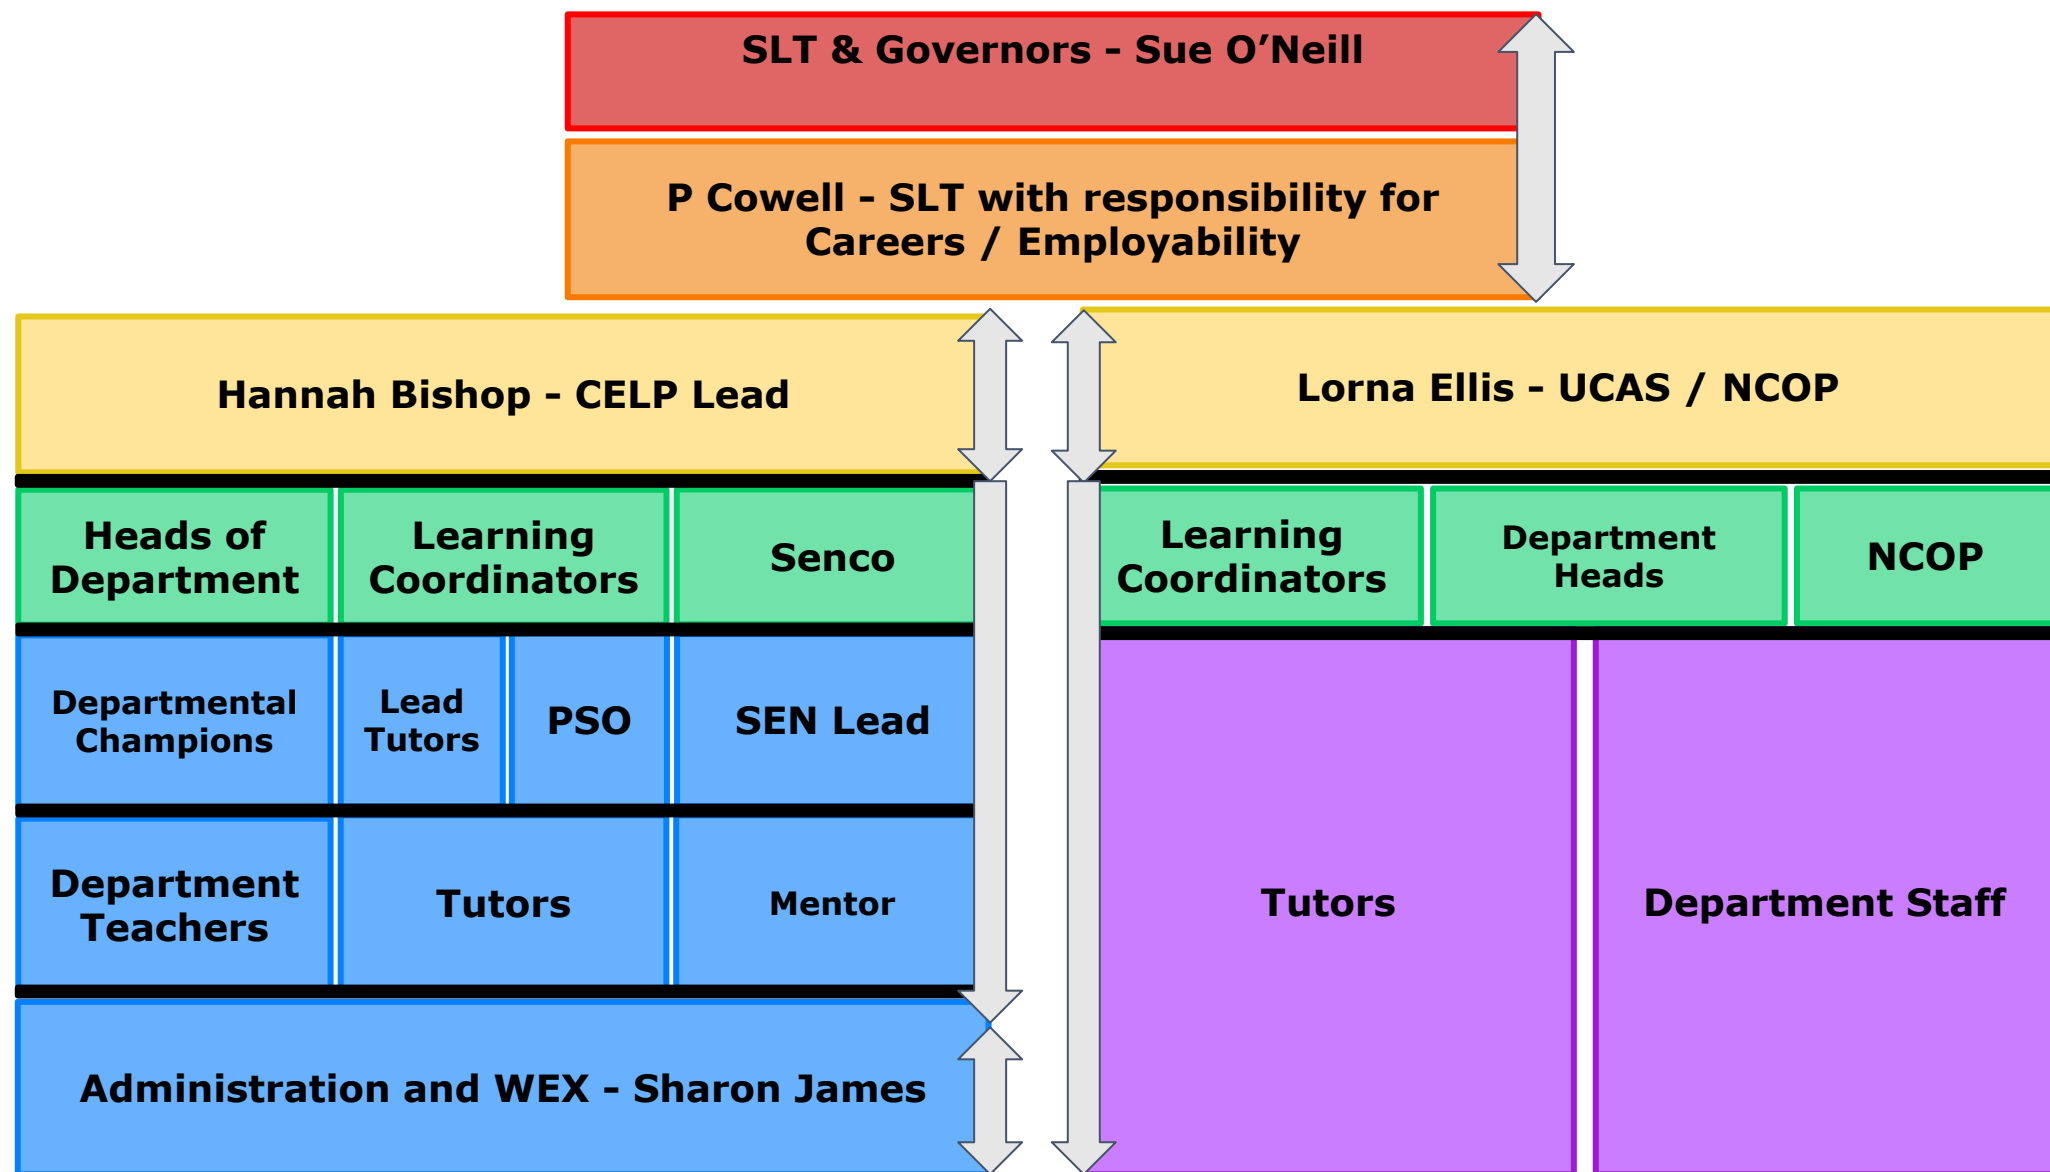 SLT & Governors - Sue O’Neill
P Cowell - SLT with responsibility for
Careers / Employability
Hannah Bishop - CELP Lead
Lorna Ellis - UCAS / NCOP
Heads of
Department
Learning
Coordinators
Senco
Learning
Coordinators
Department
Heads
NCOP
Departmental
Champions
Lead
Tutors
PSO
SEN Lead
Department
Teachers
Tutors
Mentor
Tutors
Department Staff
Administration and WEX - Sharon James